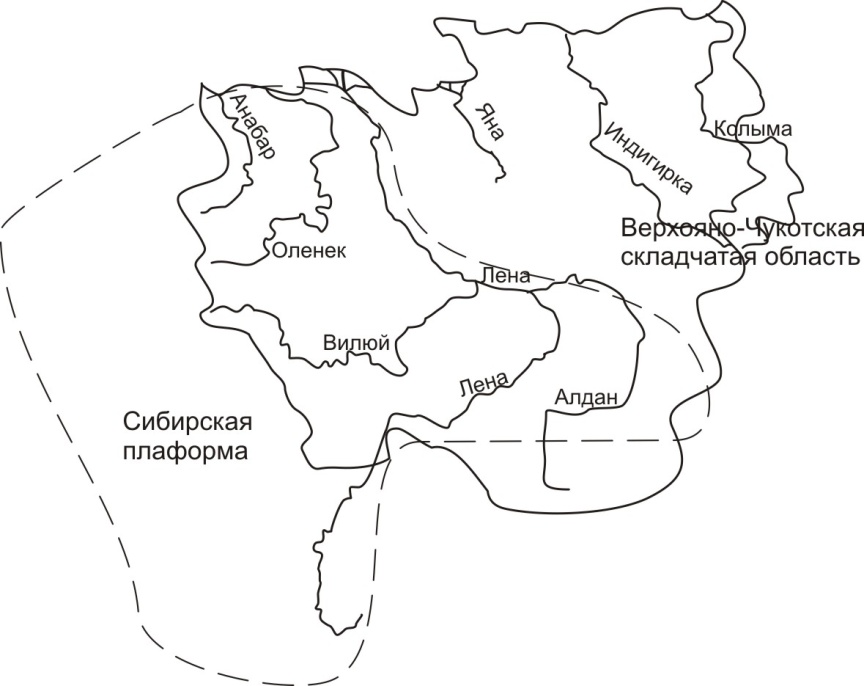 Анабар
Яна
Колыма
Индигирка
Верхояно-Чукотская
складчатая область
Оленек
Лена
Вилюй
Лена
Алдан
Сибирская
плаформа